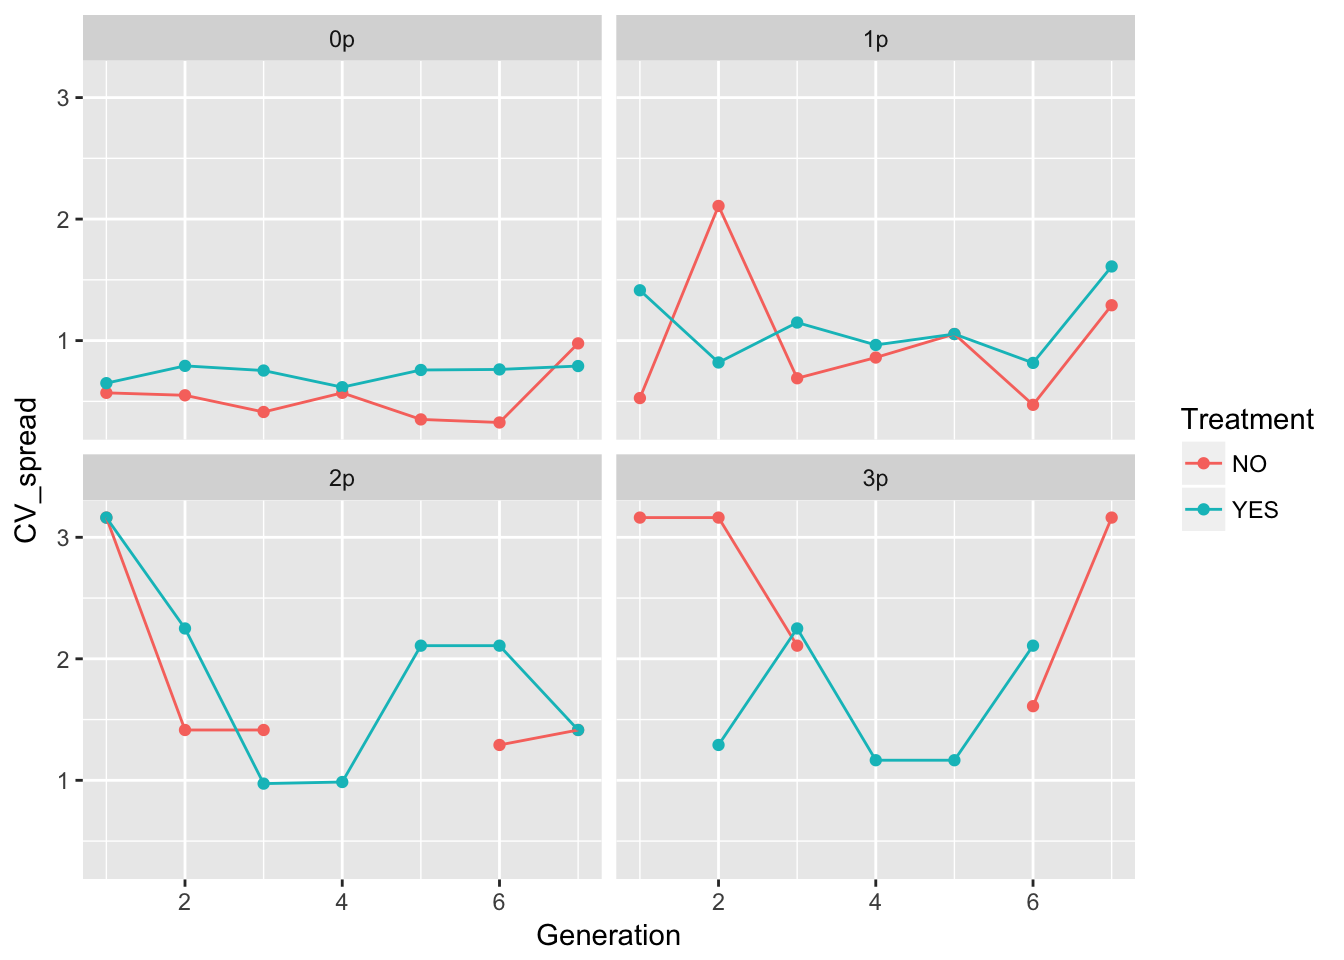 0p
1p
3
2
1
2p
3p
3
2
1
2 4 6
2 4 6
Generation
CV_spread
Treatment
NO
YES